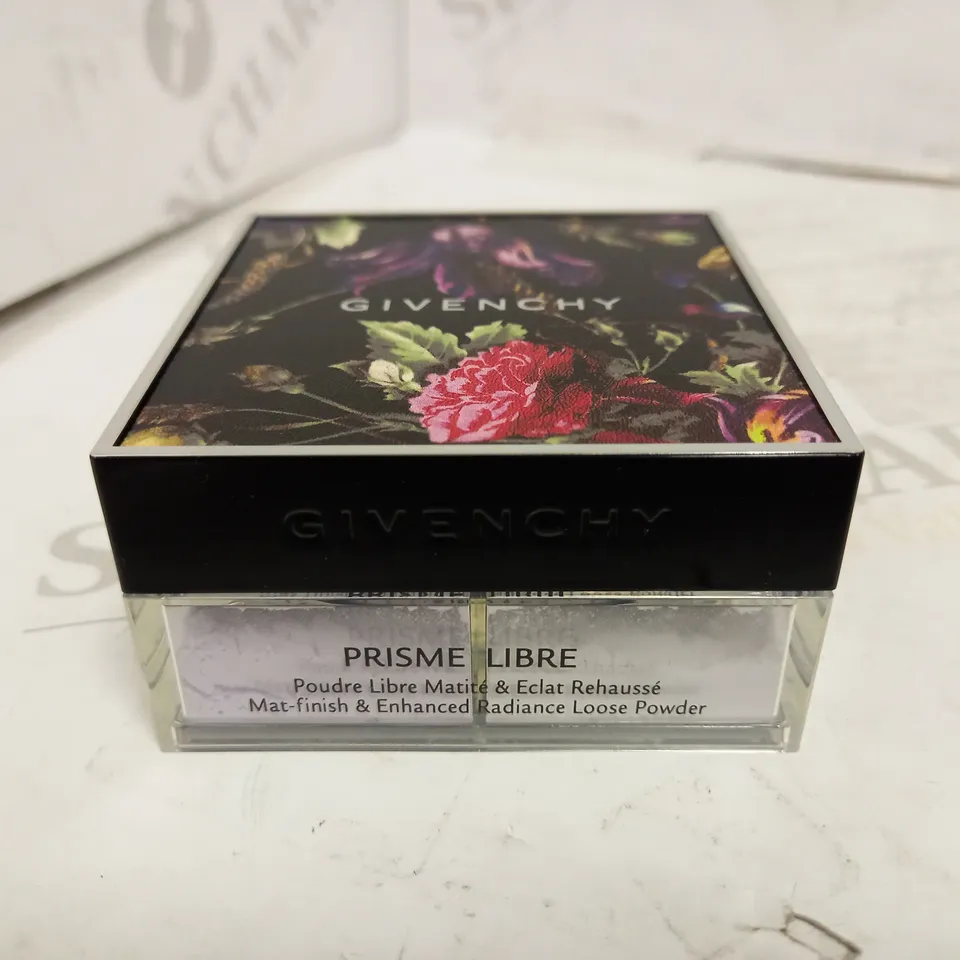 GIVENCHY
GIVENCHY
PRISME LIBRE
Poudre Libre Matité & Eclat Rehaussé
Mat-finish & Enhanced Radiance Loose Powder